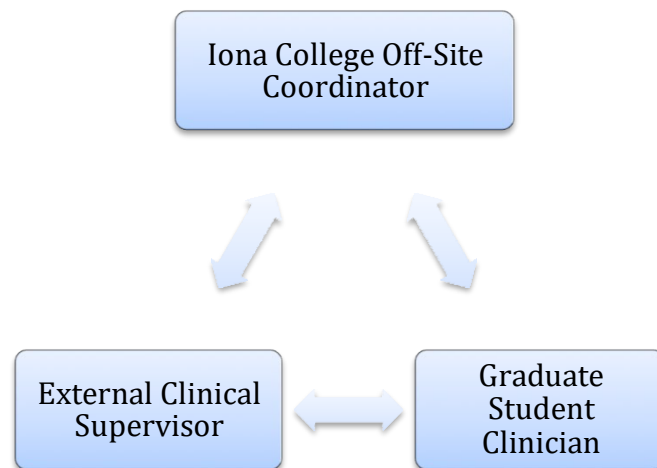 Iona College Off-Site
Coordinator
External Clinical
Supervisor
Graduate
Student
Clinician